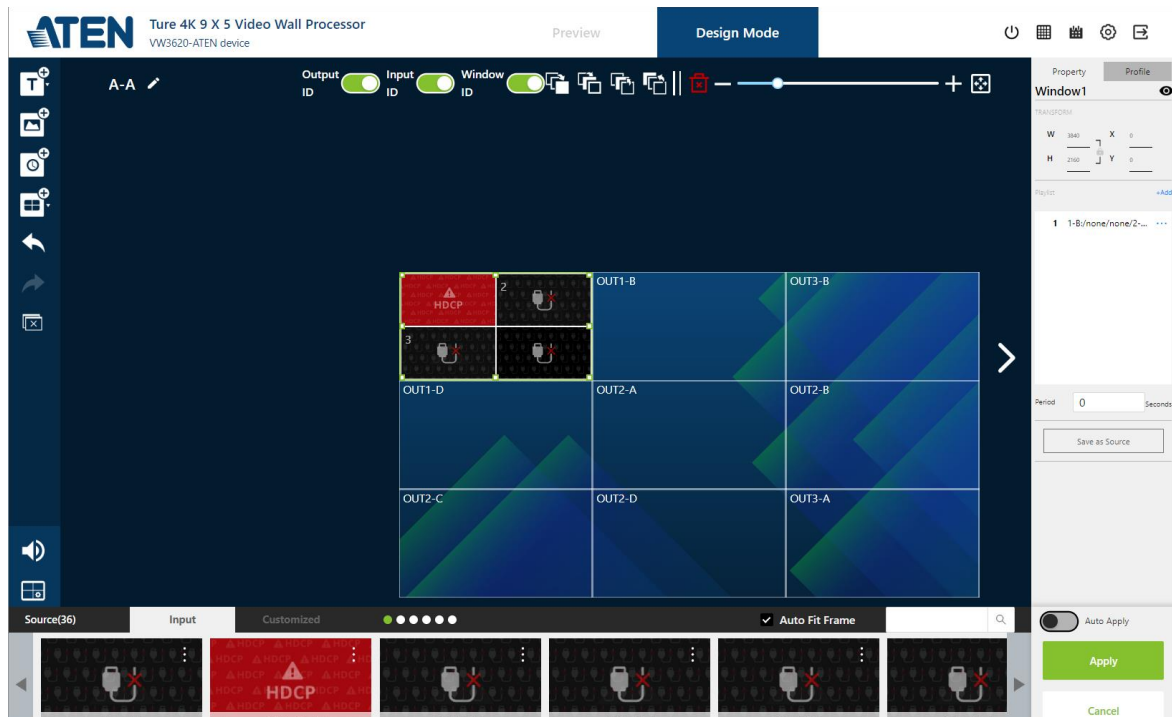 ATEN
Ture 4K 9 X 5 Video Wall Processor
VW3620-ATEN device
Preview
Design Mode
T
A-A
Output ID
Input ID
Window ID
Property
Profile
Window1
TRANSFORM
W 3840 X 0
H 2160 Y 0
Playlist
+Add
1 1-B:/none/none/2-... ...
HDCP
2
3
OUT1-B
OUT3-B
OUT1-D
OUT2-A
OUT2-B
OUT2-C
OUT2-D
OUT3-A
Period 0 Seconds
Save as Source
Source(36)
Input
Customized
Auto Fit Frame
Auto Apply
HDCP
Apply
Cancel